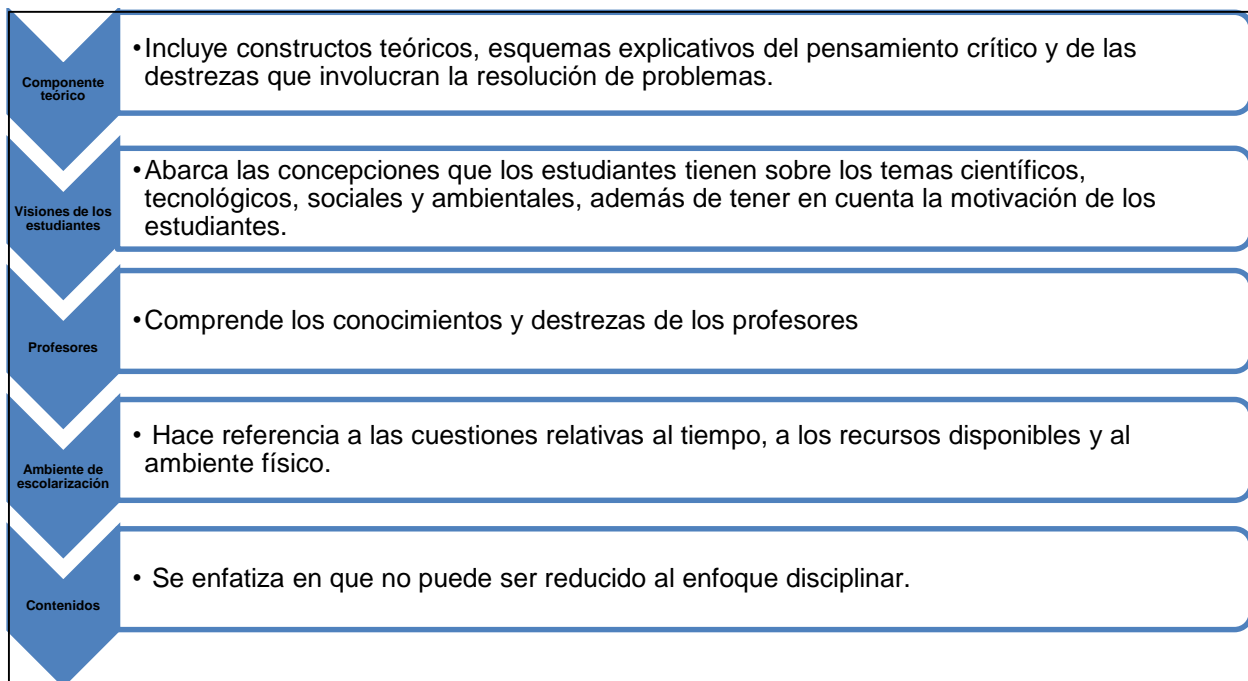 Componente
teórico
•Incluye constructos teóricos, esquemas explicativos del pensamiento crítico y de las
destrezas que involucran la resolución de problemas.
Visiones de los
estudiantes
•Abarca las concepciones que los estudiantes tienen sobre los temas científicos,
tecnológicos, sociales y ambientales, además de tener en cuenta la motivación de los
estudiantes.
Profesores
•Comprende los conocimientos y destrezas de los profesores
Ambiente de
escolarización
• Hace referencia a las cuestiones relativas al tiempo, a los recursos disponibles y al
ambiente físico.
Contenidos
• Se enfatiza en que no puede ser reducido al enfoque disciplinar.